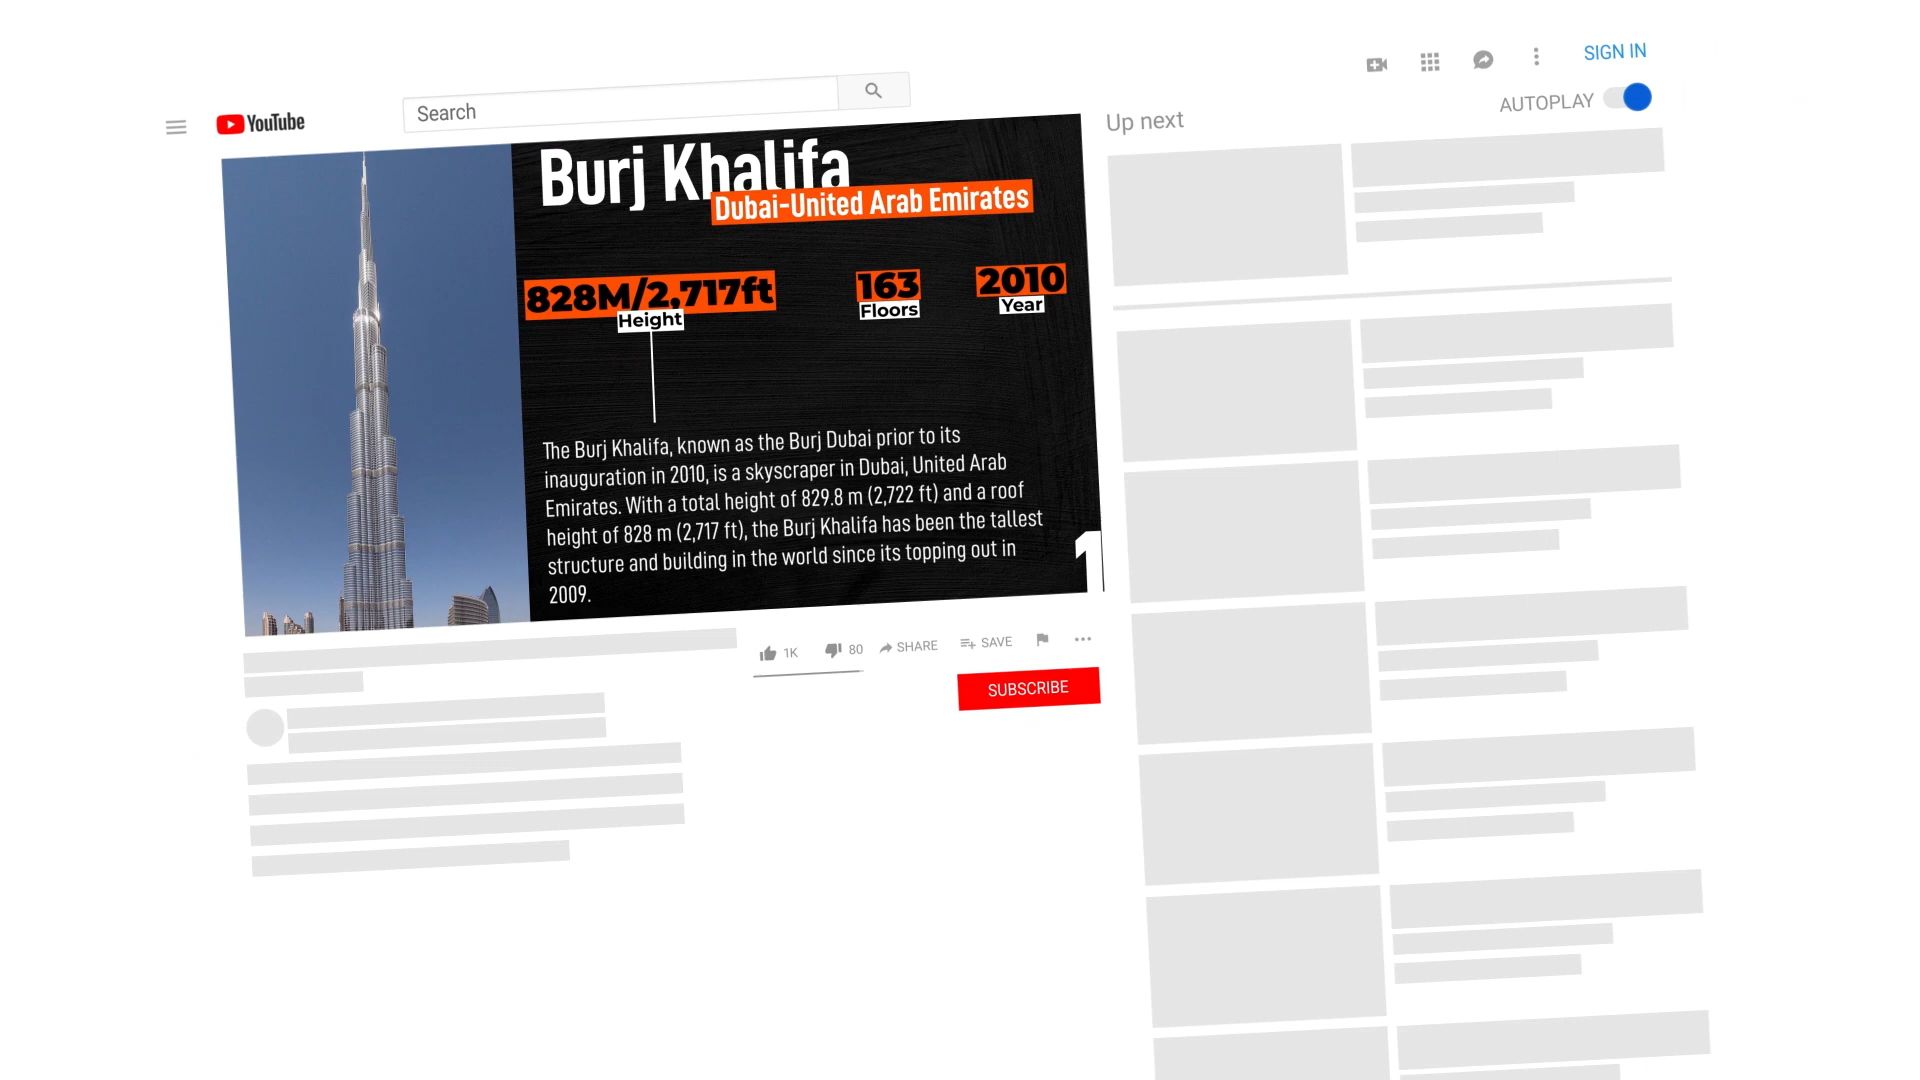 SIGN IN
YouTube
Search
AUTOPLAY
Up next
Burj Khalifa
Dubai-United Arab Emirates
828M/2,717ft
Height
163
Floors
2010
Year
The Burj Khalifa, known as the Burj Dubai prior to its
inauguration in 2010, is a skyscraper in Dubai, United Arab
Emirates. With a total height of 829.8 m (2,722 ft) and a roof
height of 828 m (2,717 ft), the Burj Khalifa has been the tallest
structure and building in the world since its topping out in
2009.
1
1K
80
SHARE
SAVE
SUBSCRIBE